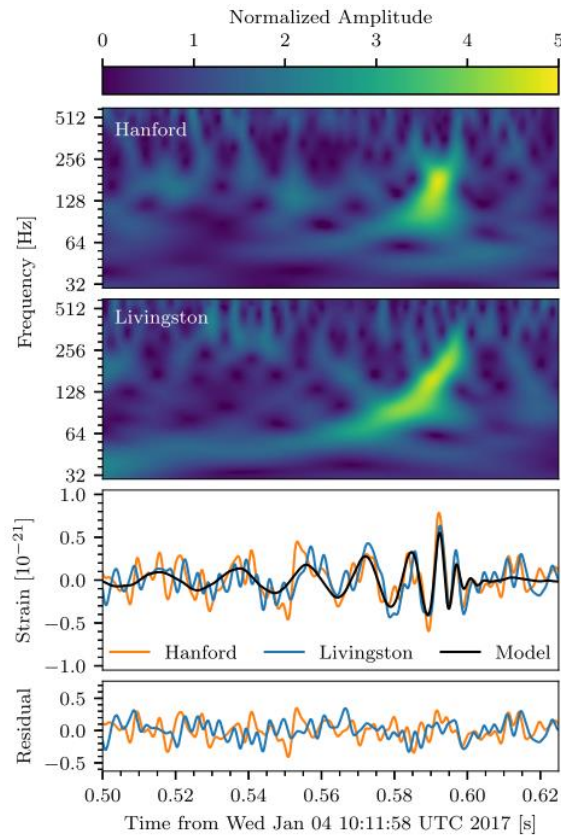 Normalized Amplitude
0 1 2 3 4 5
Hanford
512
256
128
64
32
Frequency [Hz]
Livingston
512
256
128
64
32
1.0
0.5
0.0
−0.5
−1.0
Strain [10⁻²¹]
Hanford Livingston Model
Residual
0.5
0.0
−0.5
0.50 0.52 0.54 0.56 0.58 0.60 0.62
Time from Wed Jan 04 10:11:58 UTC 2017 [s]